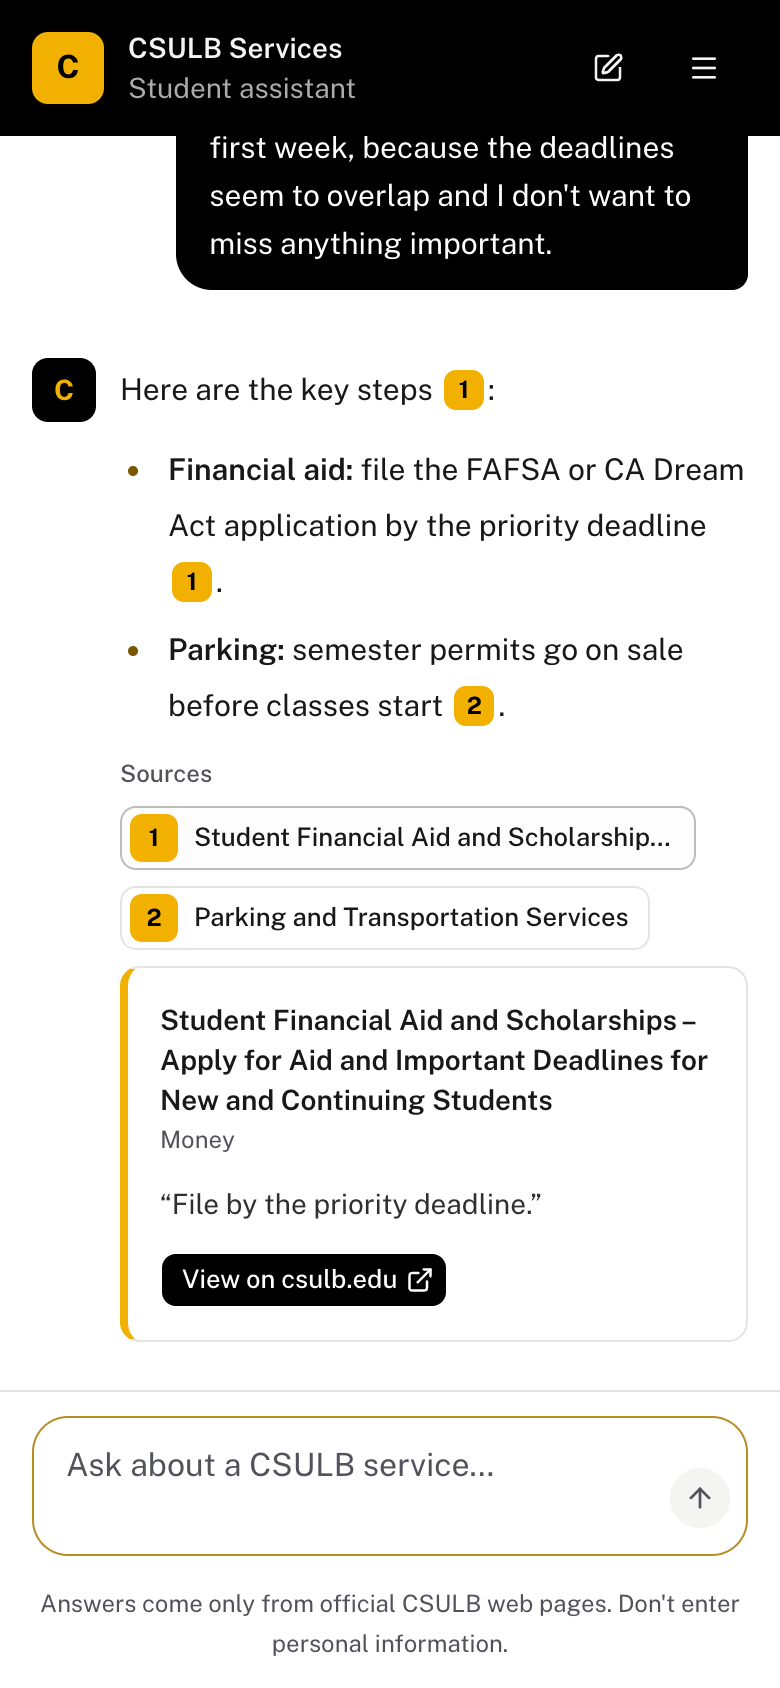 C
CSULB Services
Student assistant
first week, because the deadlines
seem to overlap and I don't want to
miss anything important.
C
Here are the key steps 1:
Financial aid: file the FAFSA or CA Dream
Act application by the priority deadline
1.
Parking: semester permits go on sale
before classes start 2.
Sources
1 Student Financial Aid and Scholarship...
2 Parking and Transportation Services
Student Financial Aid and Scholarships –
Apply for Aid and Important Deadlines for
New and Continuing Students
Money
“File by the priority deadline.”
View on csulb.edu
Ask about a CSULB service...
Answers come only from official CSULB web pages. Don't enter
personal information.